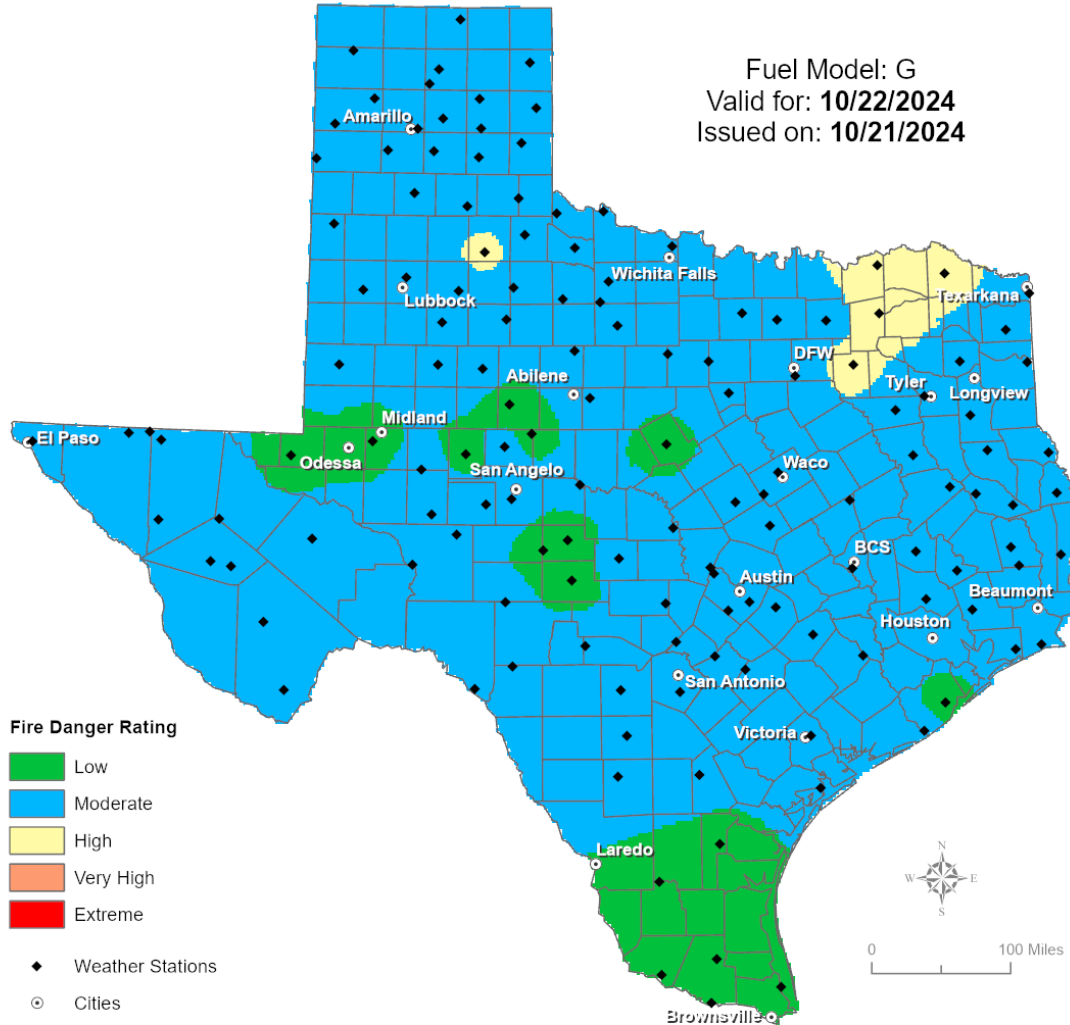 Fuel Model: G
Valid for: 10/22/2024
Issued on: 10/21/2024
Amarillo
Wichita Falls
Lubbock
Texarkana
DFW
Abilene
Tyler
Longview
Midland
El Paso
Odessa
San Angelo
Waco
BCS
Austin
Beaumont
Houston
San Antonio
Victoria
Laredo
Brownsville
Fire Danger Rating
Low
Moderate
High
Very High
Extreme
Weather Stations
Cities
N
W
E
S
0
100 Miles